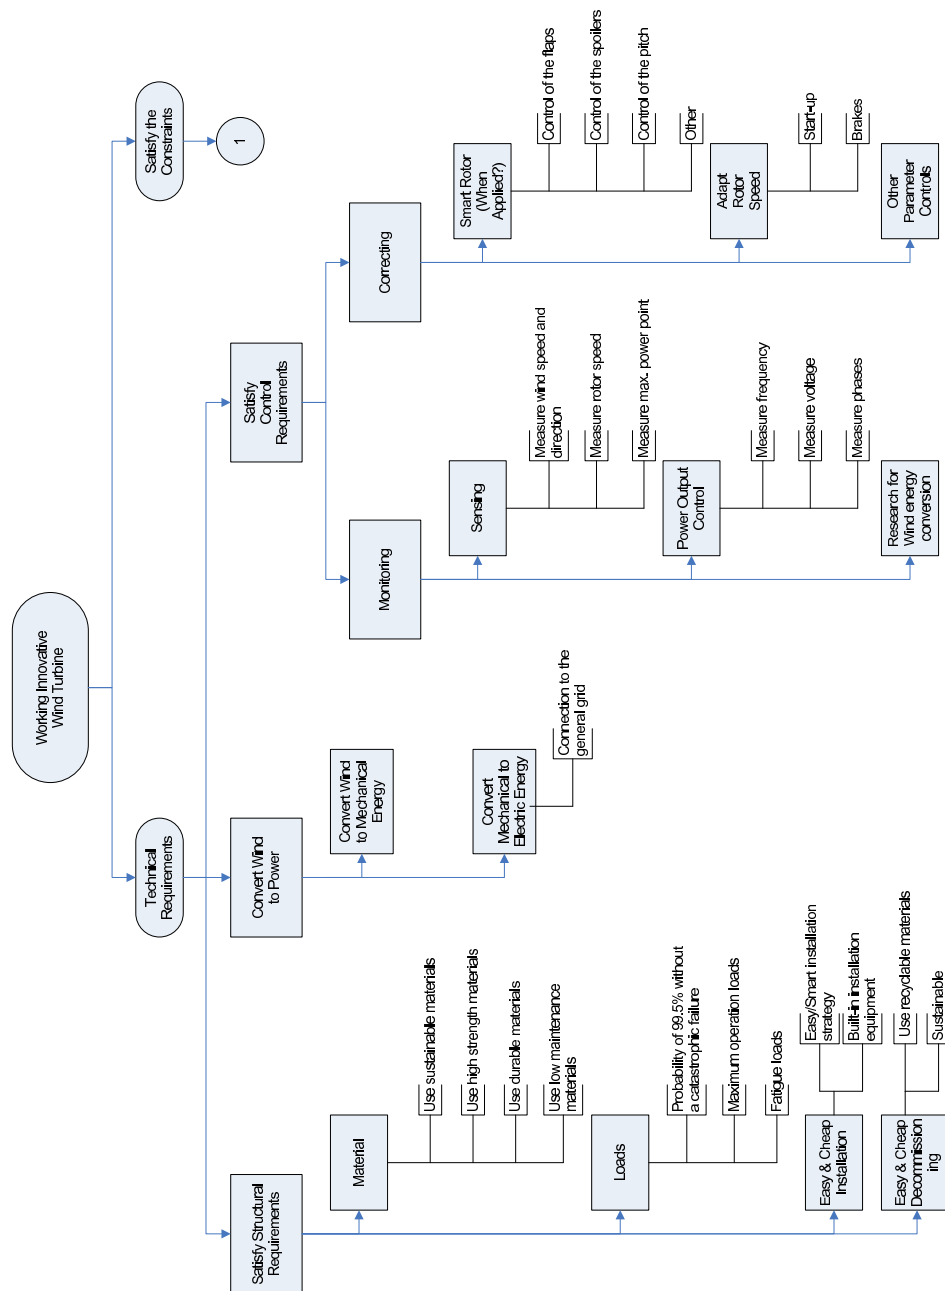 Working Innovative
Wind Turbine
Technical
Requirements
Satisfy the
Constraints
1
Satisfy Structural
Requirements
Convert Wind
to Power
Satisfy
Control
Requirements
Material
Use sustainable materials
Use high strength materials
Use durable materials
Use low maintenance
materials
Loads
Probability of 99.5% without
a catastrophic failure
Maximum operation loads
Fatigue loads
Easy & Cheap
Installation
Easy/Smart installation
strategy
Built-in installation
equipment
Easy & Cheap
Decommission
ing
Use recyclable materials
Sustainable
Convert Wind
to Mechanical
Energy
Convert
Mechanical to
Electric Energy
Connection to the
general grid
Monitoring
Sensing
Measure wind speed and
direction
Measure rotor speed
Measure max. power point
Power Output
Control
Measure frequency
Measure voltage
Measure phases
Research for
Wind energy
conversion
Correcting
Smart Rotor
(When
Applied?)
Control of the flaps
Control of the spoilers
Control of the pitch
Other
Adapt
Rotor
Speed
Start-up
Brakes
Other
Parameter
Controls